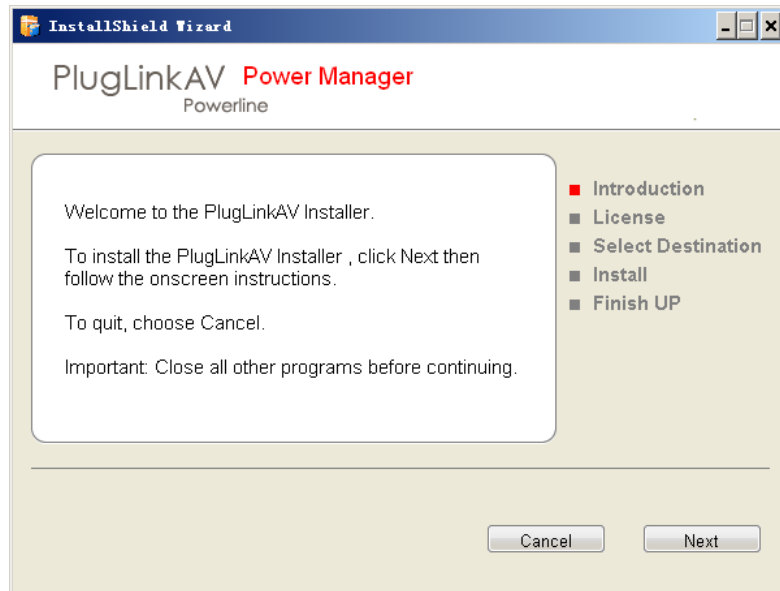 InstallShield Wizard
PlugLinkAV Power Manager
Powerline
Welcome to the PlugLinkAV Installer.
To install the PlugLinkAV Installer , click Next then
follow the onscreen instructions.
To quit, choose Cancel.
Important: Close all other programs before continuing.
Introduction
License
Select Destination
Install
Finish UP
Cancel
Next